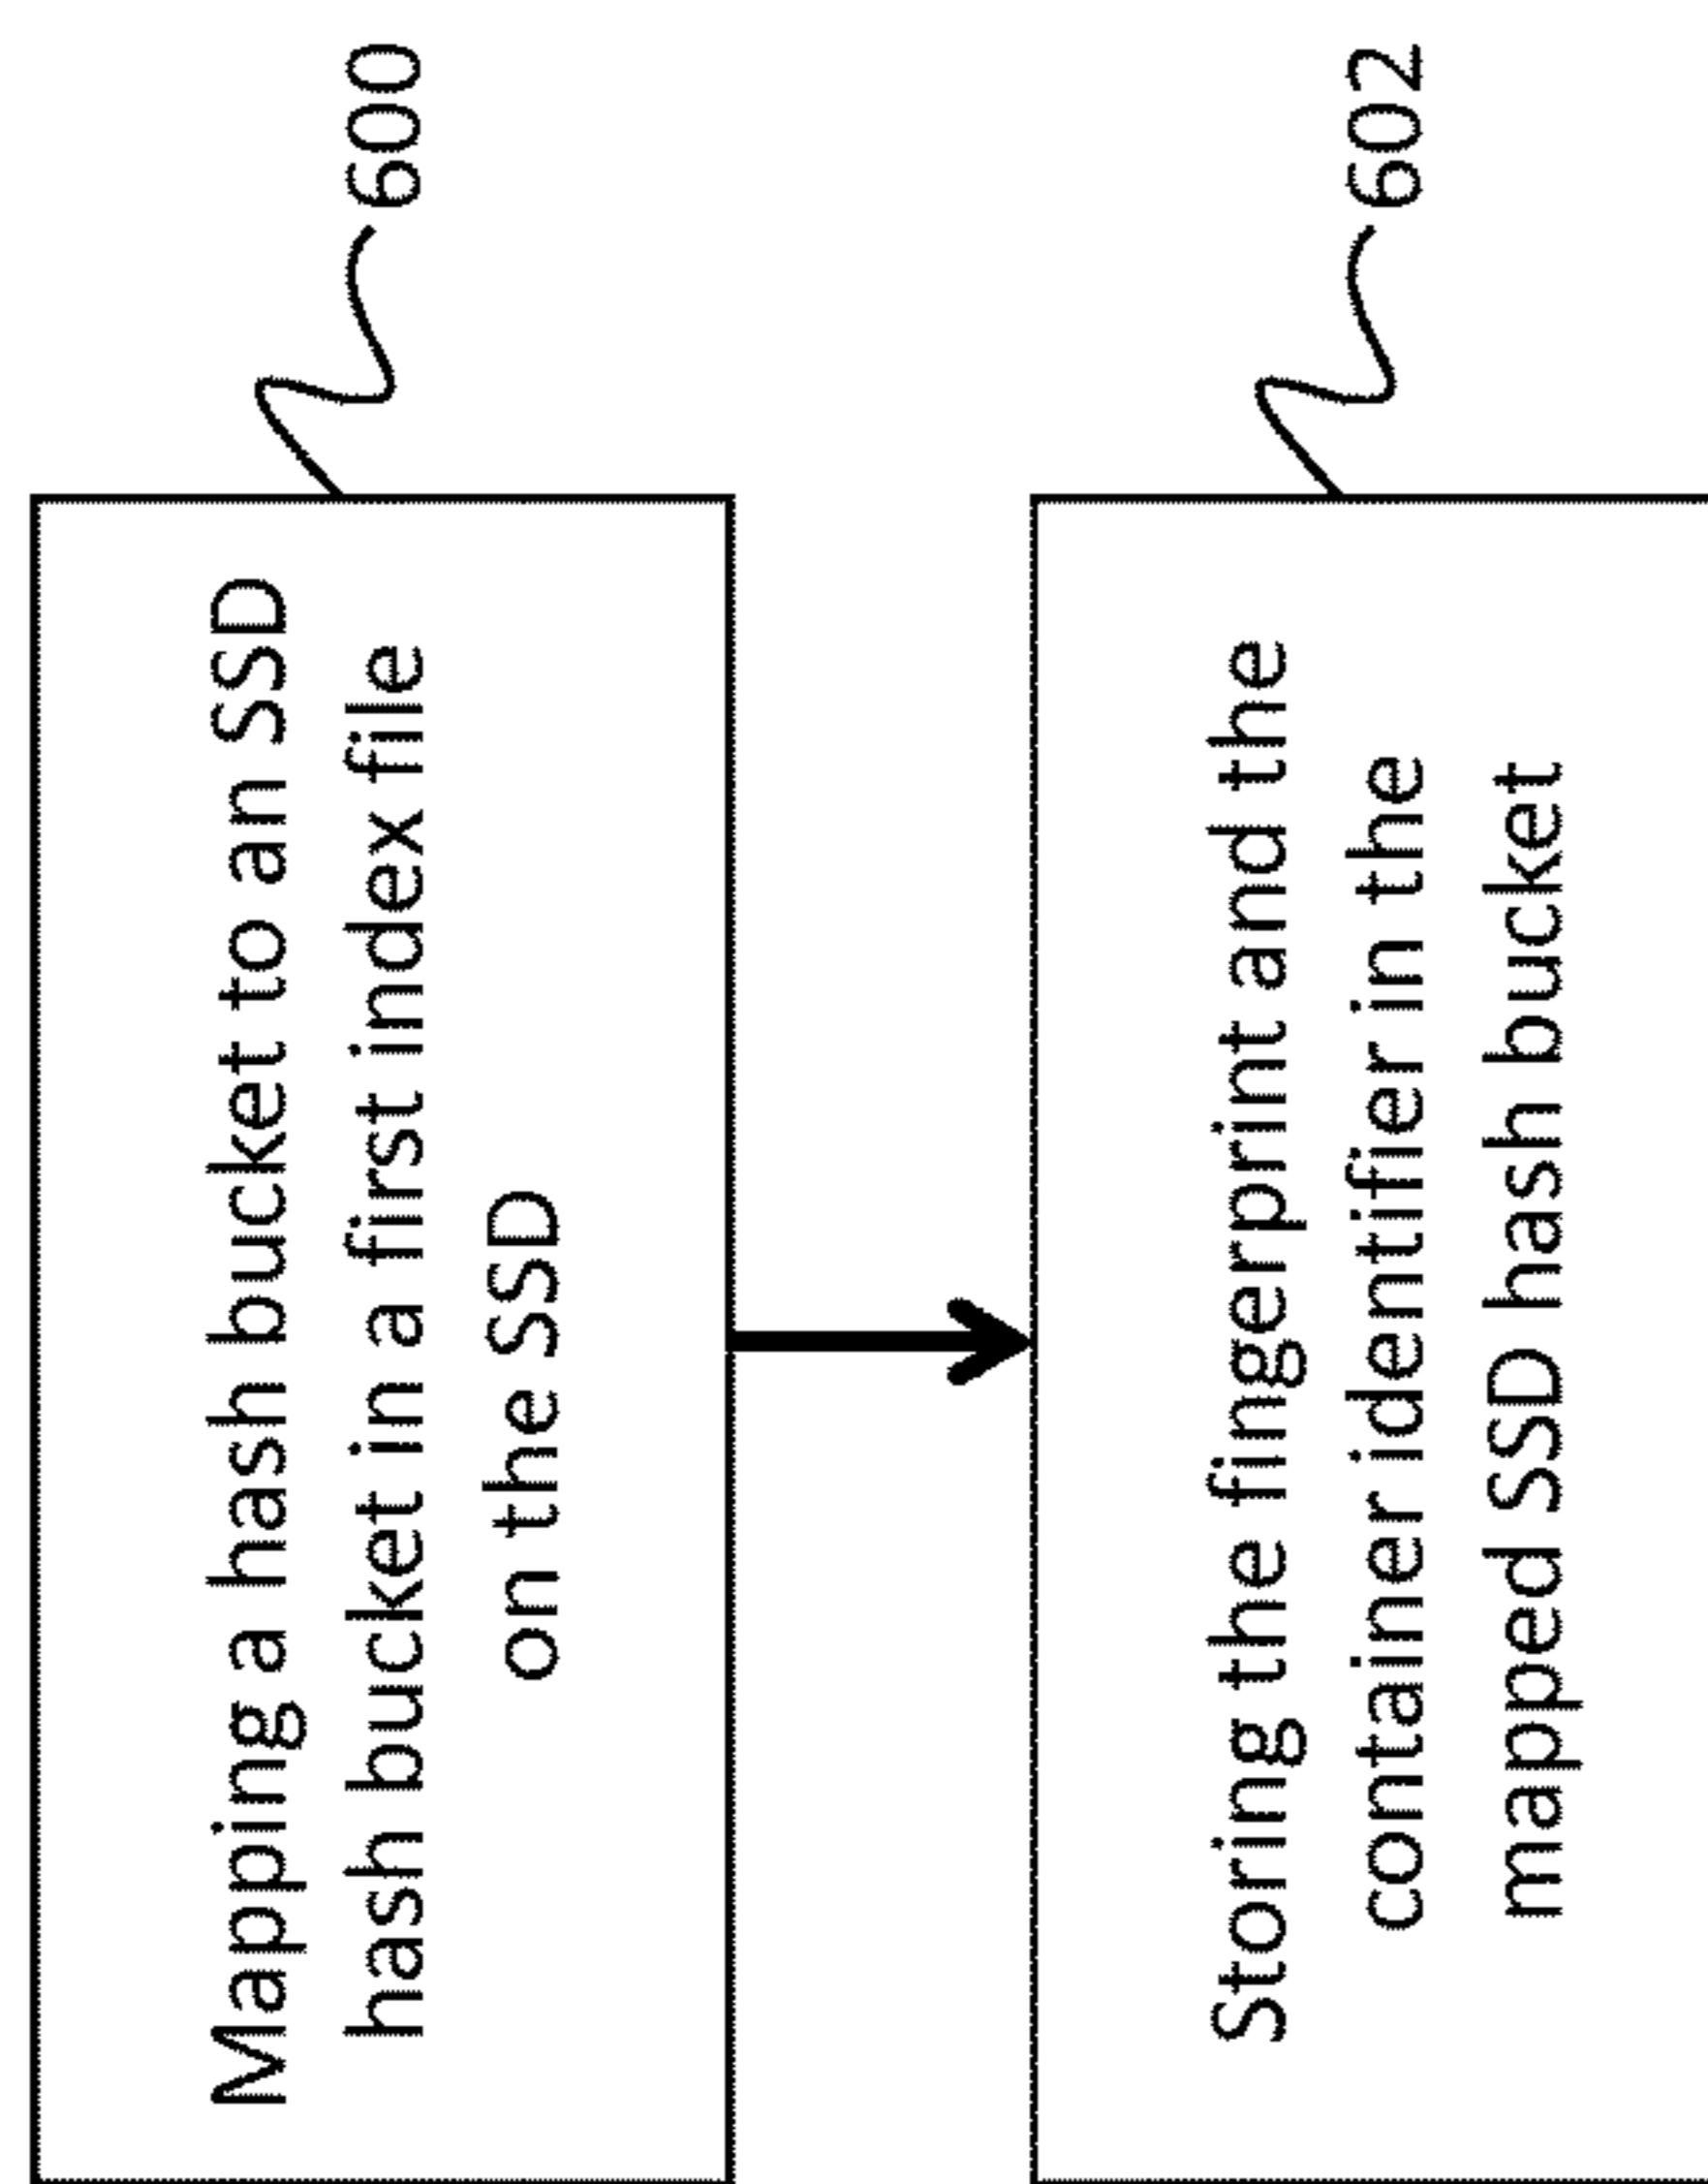 Mapping a hash bucket to an SSD
hash bucket in a first index file
on the SSD
600
Storing the fingerprint and the
container identifier in the
mapped SSD hash bucket
602